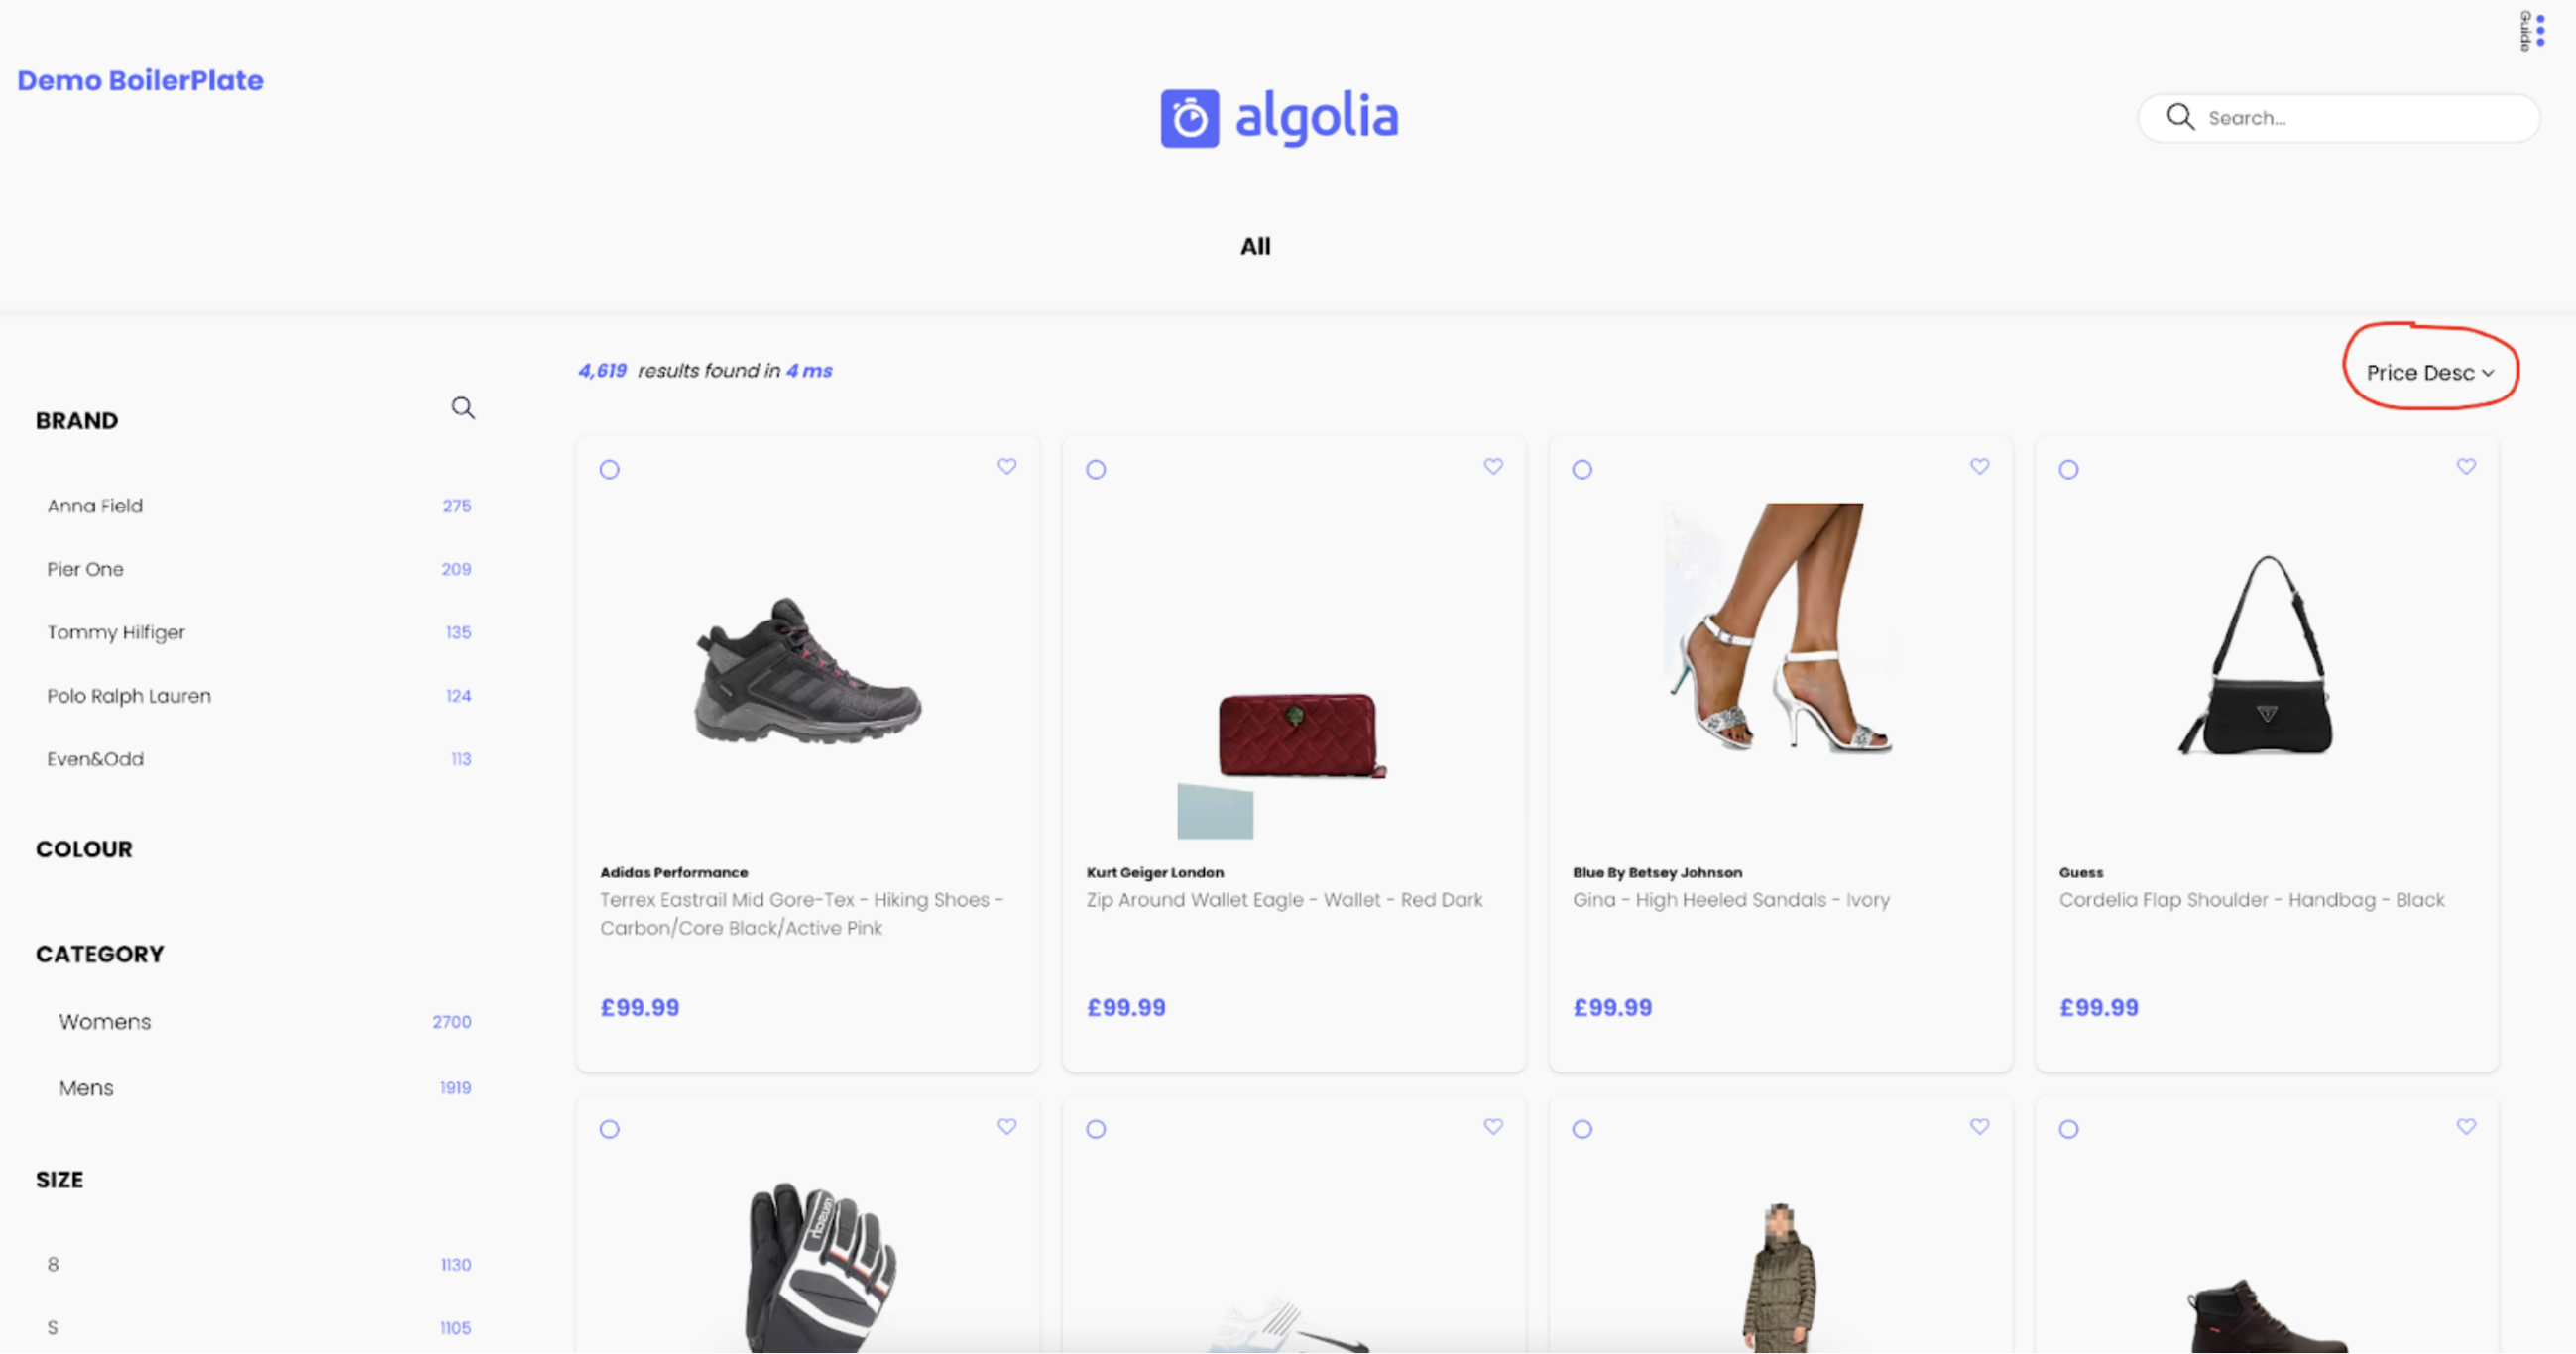 Guide
Demo BoilerPlate
algolia
Search...
All
4,619 results found in 4 ms
Price Desc
BRAND
Anna Field 275
Pier One 209
Tommy Hilfiger 135
Polo Ralph Lauren 124
Even&Odd 113
COLOUR
CATEGORY
Womens 2700
Mens 1919
SIZE
8 1130
S 1105
Adidas Performance
Terrex Eastrail Mid Gore-Tex - Hiking Shoes -
Carbon/Core Black/Active Pink
£99.99
Kurt Geiger London
Zip Around Wallet Eagle - Wallet - Red Dark
£99.99
Blue By Betsey Johnson
Gina - High Heeled Sandals - Ivory
£99.99
Guess
Cordelia Flap Shoulder - Handbag - Black
£99.99